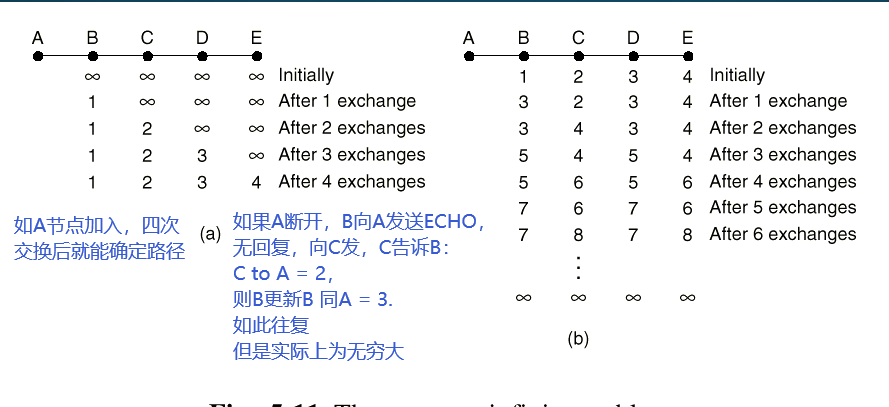 A B C D E
∞ ∞ ∞ ∞ Initially
1 ∞ ∞ ∞ After 1 exchange
1 2 ∞ ∞ After 2 exchanges
1 2 3 ∞ After 3 exchanges
1 2 3 4 After 4 exchanges
(a)
如A节点加入，四次
交换后就能确定路径
如果A断开，B向A发送ECHO，
无回复，向C发，C告诉B：
C to A = 2，
则B更新B 同A = 3.
如此往复
但是实际上为无穷大
A B C D E
1 2 3 4 Initially
3 2 3 4 After 1 exchange
3 4 3 4 After 2 exchanges
5 4 5 4 After 3 exchanges
5 6 5 6 After 4 exchanges
7 6 7 6 After 5 exchanges
7 8 7 8 After 6 exchanges
⋮
∞ ∞ ∞ ∞
(b)